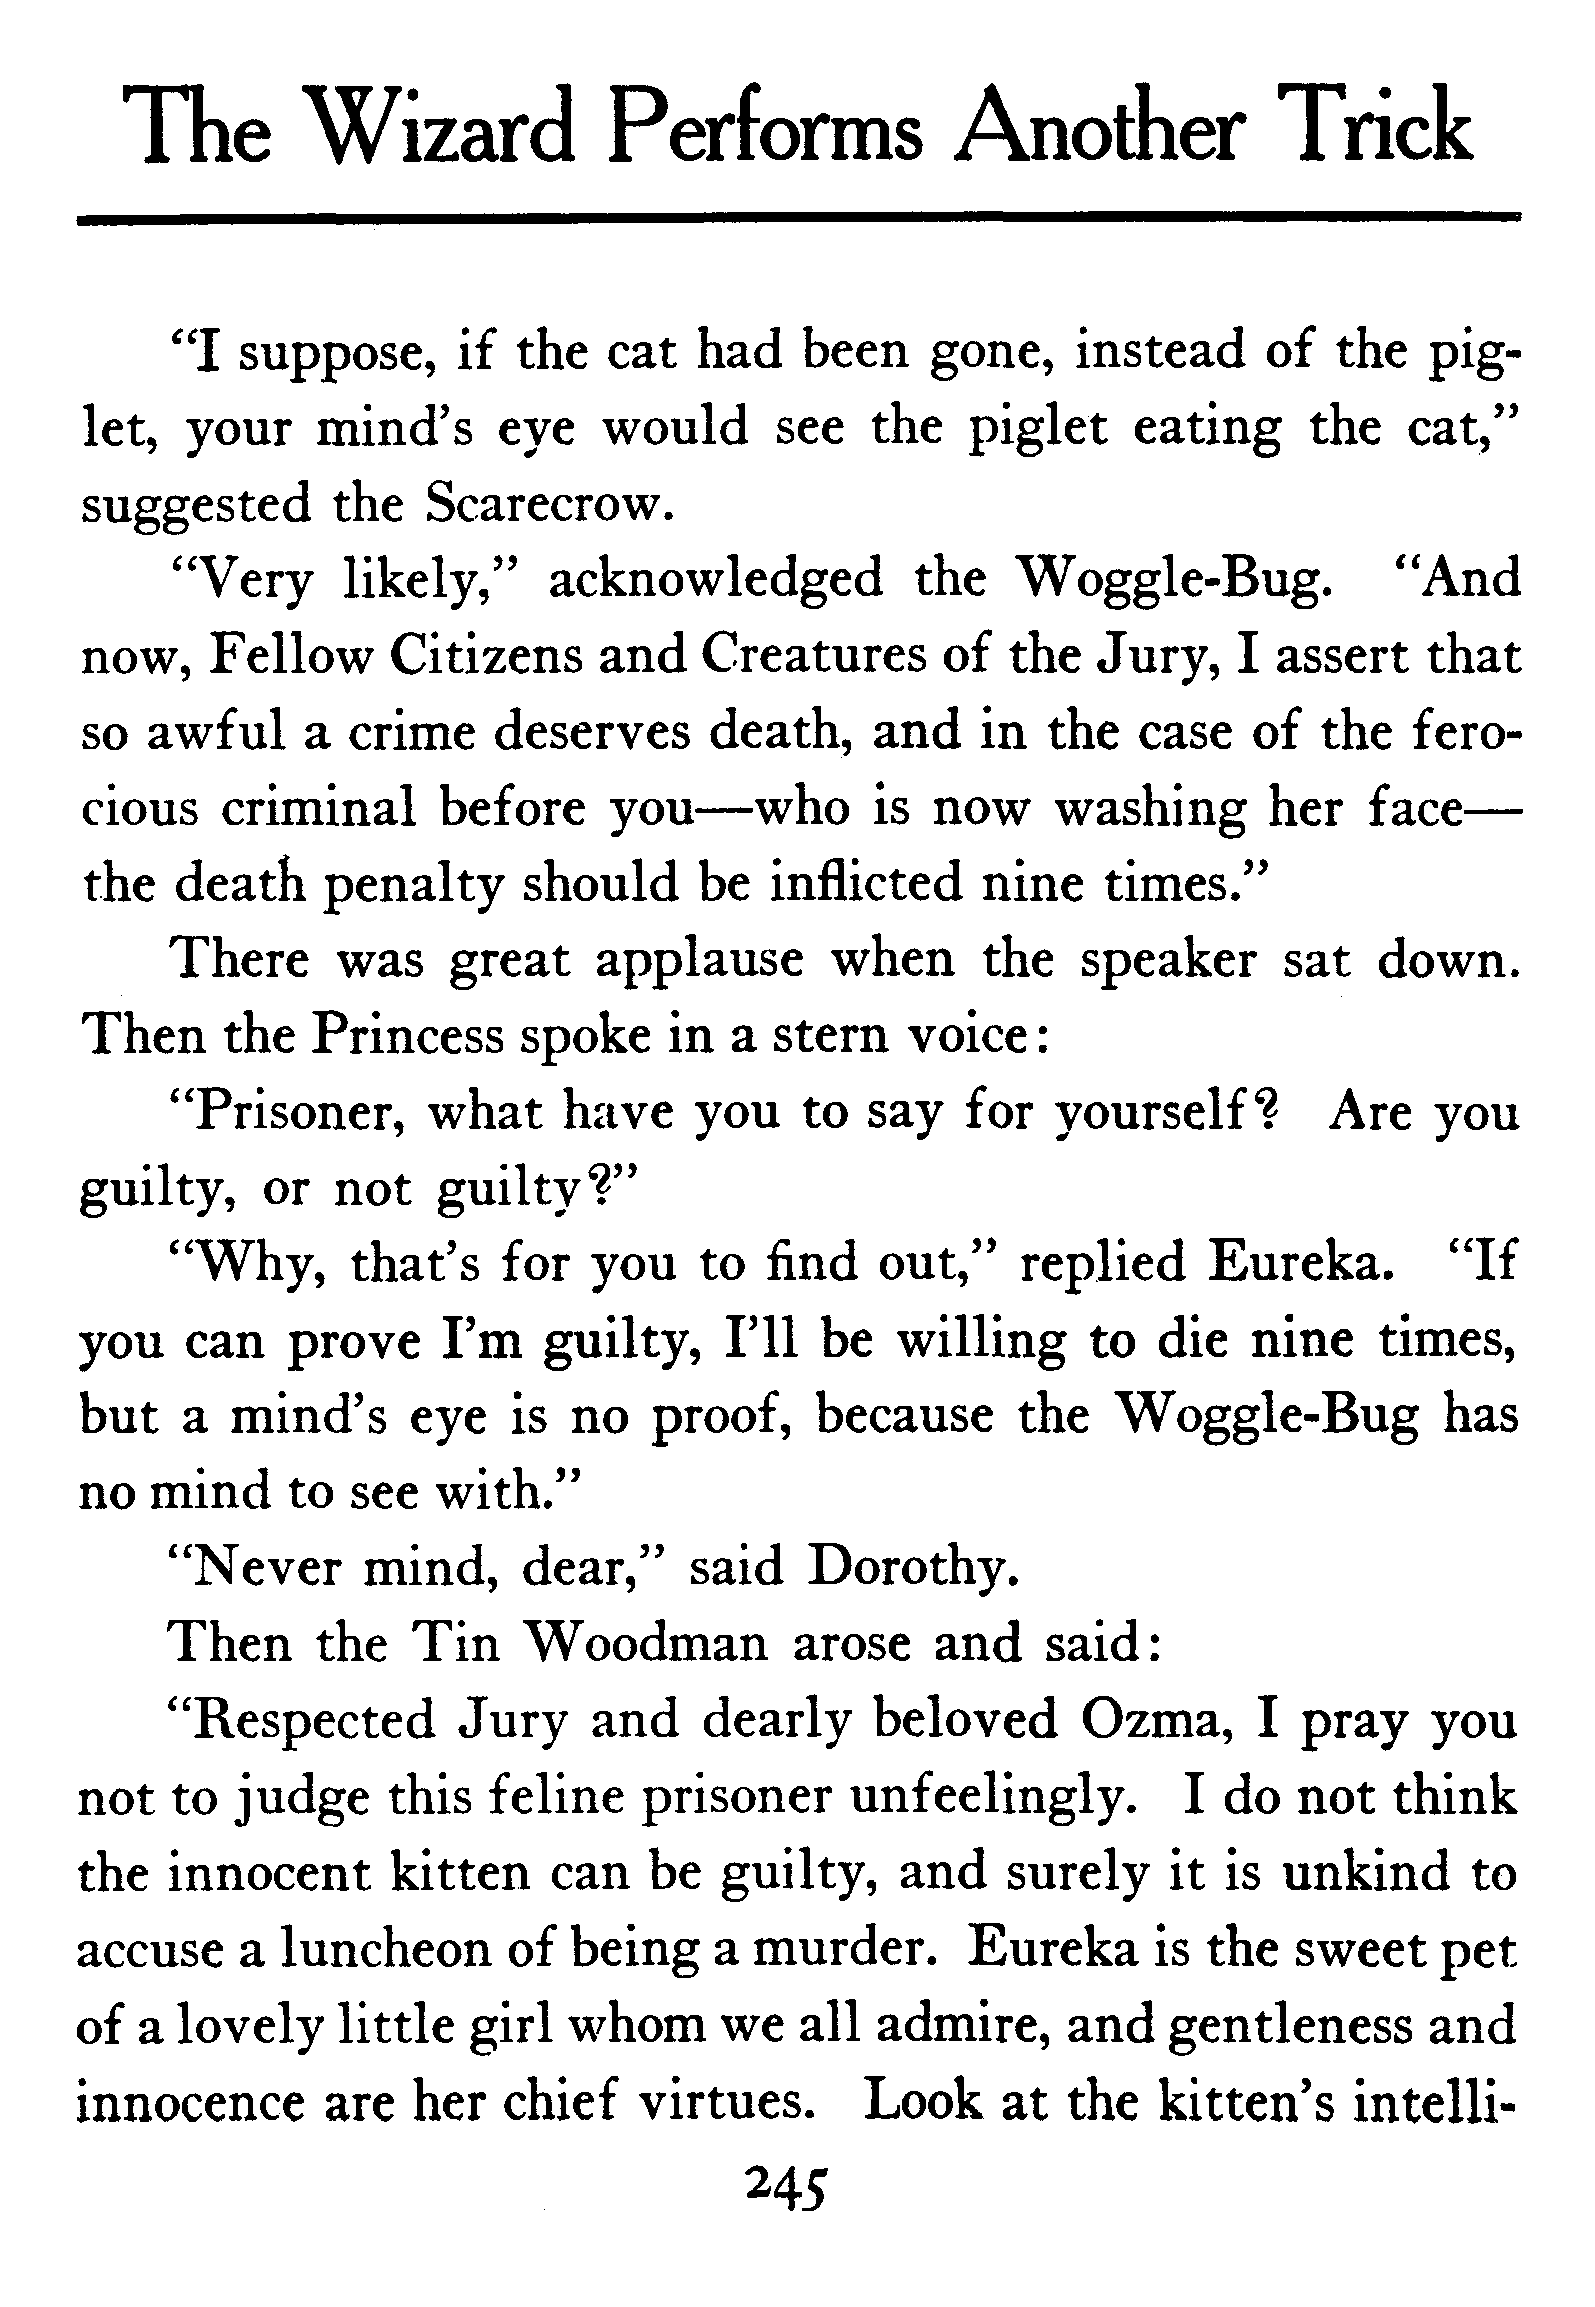 The Wizard Performs Another Trick
“I suppose, if the cat had been gone, instead of the pig-
let, your mind’s eye would see the piglet eating the cat,”
suggested the Scarecrow.
“Very likely,” acknowledged the Woggle-Bug. “And
now, Fellow Citizens and Creatures of the Jury, I assert that
so awful a crime deserves death, and in the case of the fero-
cious criminal before you—who is now washing her face—
the death penalty should be inflicted nine times.”
There was great applause when the speaker sat down.
Then the Princess spoke in a stern voice:
“Prisoner, what have you to say for yourself? Are you
guilty, or not guilty?”
“Why, that’s for you to find out,” replied Eureka. “If
you can prove I’m guilty, I’ll be willing to die nine times,
but a mind’s eye is no proof, because the Woggle-Bug has
no mind to see with.”
“Never mind, dear,” said Dorothy.
Then the Tin Woodman arose and said:
“Respected Jury and dearly beloved Ozma, I pray you
not to judge this feline prisoner unfeelingly. I do not think
the innocent kitten can be guilty, and surely it is unkind to
accuse a luncheon of being a murder. Eureka is the sweet pet
of a lovely little girl whom we all admire, and gentleness and
innocence are her chief virtues. Look at the kitten’s intelli-
245